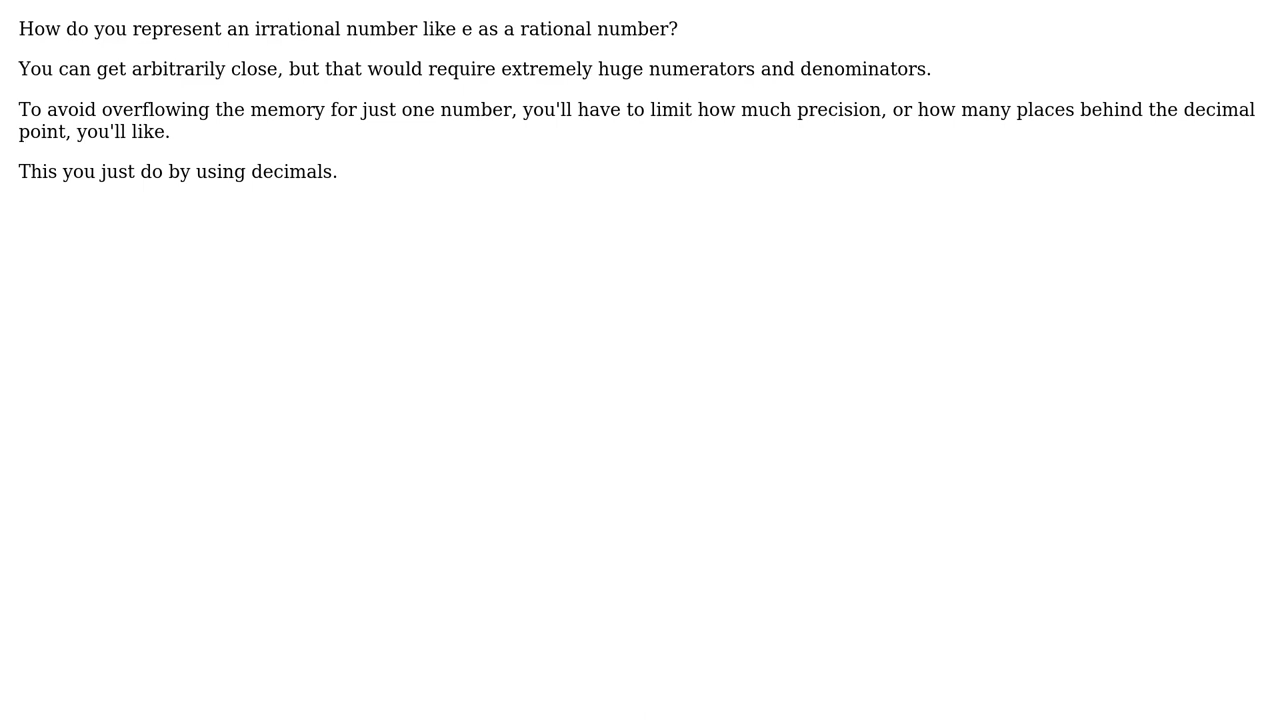 How do you represent an irrational number like e as a rational number?
You can get arbitrarily close, but that would require extremely huge numerators and denominators.
To avoid overflowing the memory for just one number, you'll have to limit how much precision, or how many places behind the decimal
point, you'll like.
This you just do by using decimals.